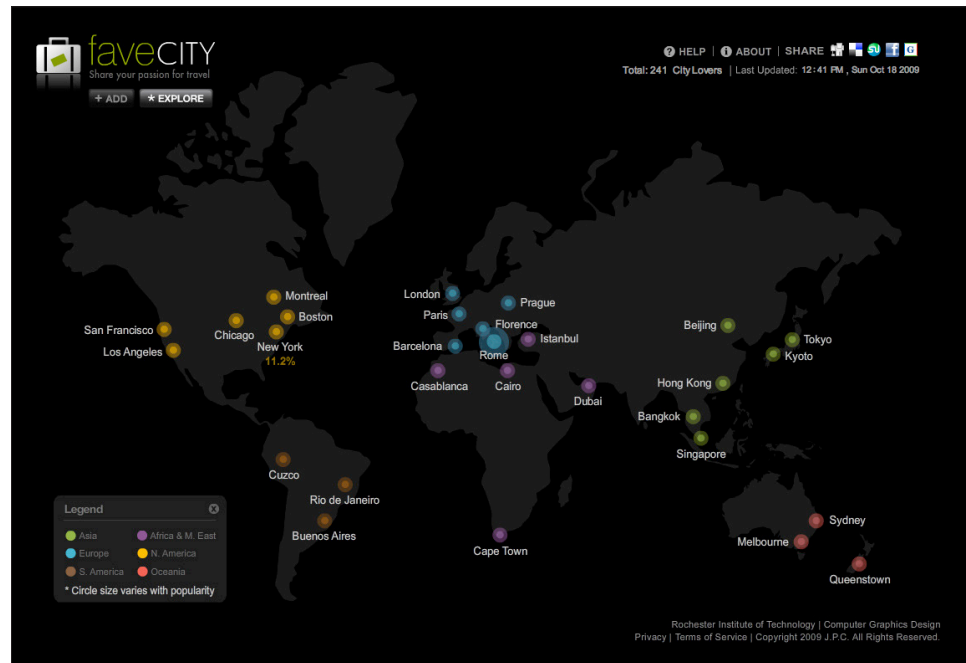 faveCITY
Share your passion for travel
+ ADD
* EXPLORE
? HELP | i ABOUT | SHARE
Total: 241 CityLovers | Last Updated: 12:41 PM , Sun Oct 18 2009
Montreal
Boston
San Francisco
Chicago
New York
11.2%
Los Angeles
London
Prague
Paris
Florence
Istanbul
Barcelona
Rome
Casablanca
Cairo
Dubai
Beijing
Tokyo
Kyoto
Hong Kong
Bangkok
Singapore
Cuzco
Rio de Janeiro
Buenos Aires
Cape Town
Sydney
Melbourne
Queenstown
Legend
Asia
Africa & M. East
Europe
N. America
S. America
Oceania
* Circle size varies with popularity
Rochester Institute of Technology | Computer Graphics Design
Privacy | Terms of Service | Copyright 2009 J.P.C. All Rights Reserved.